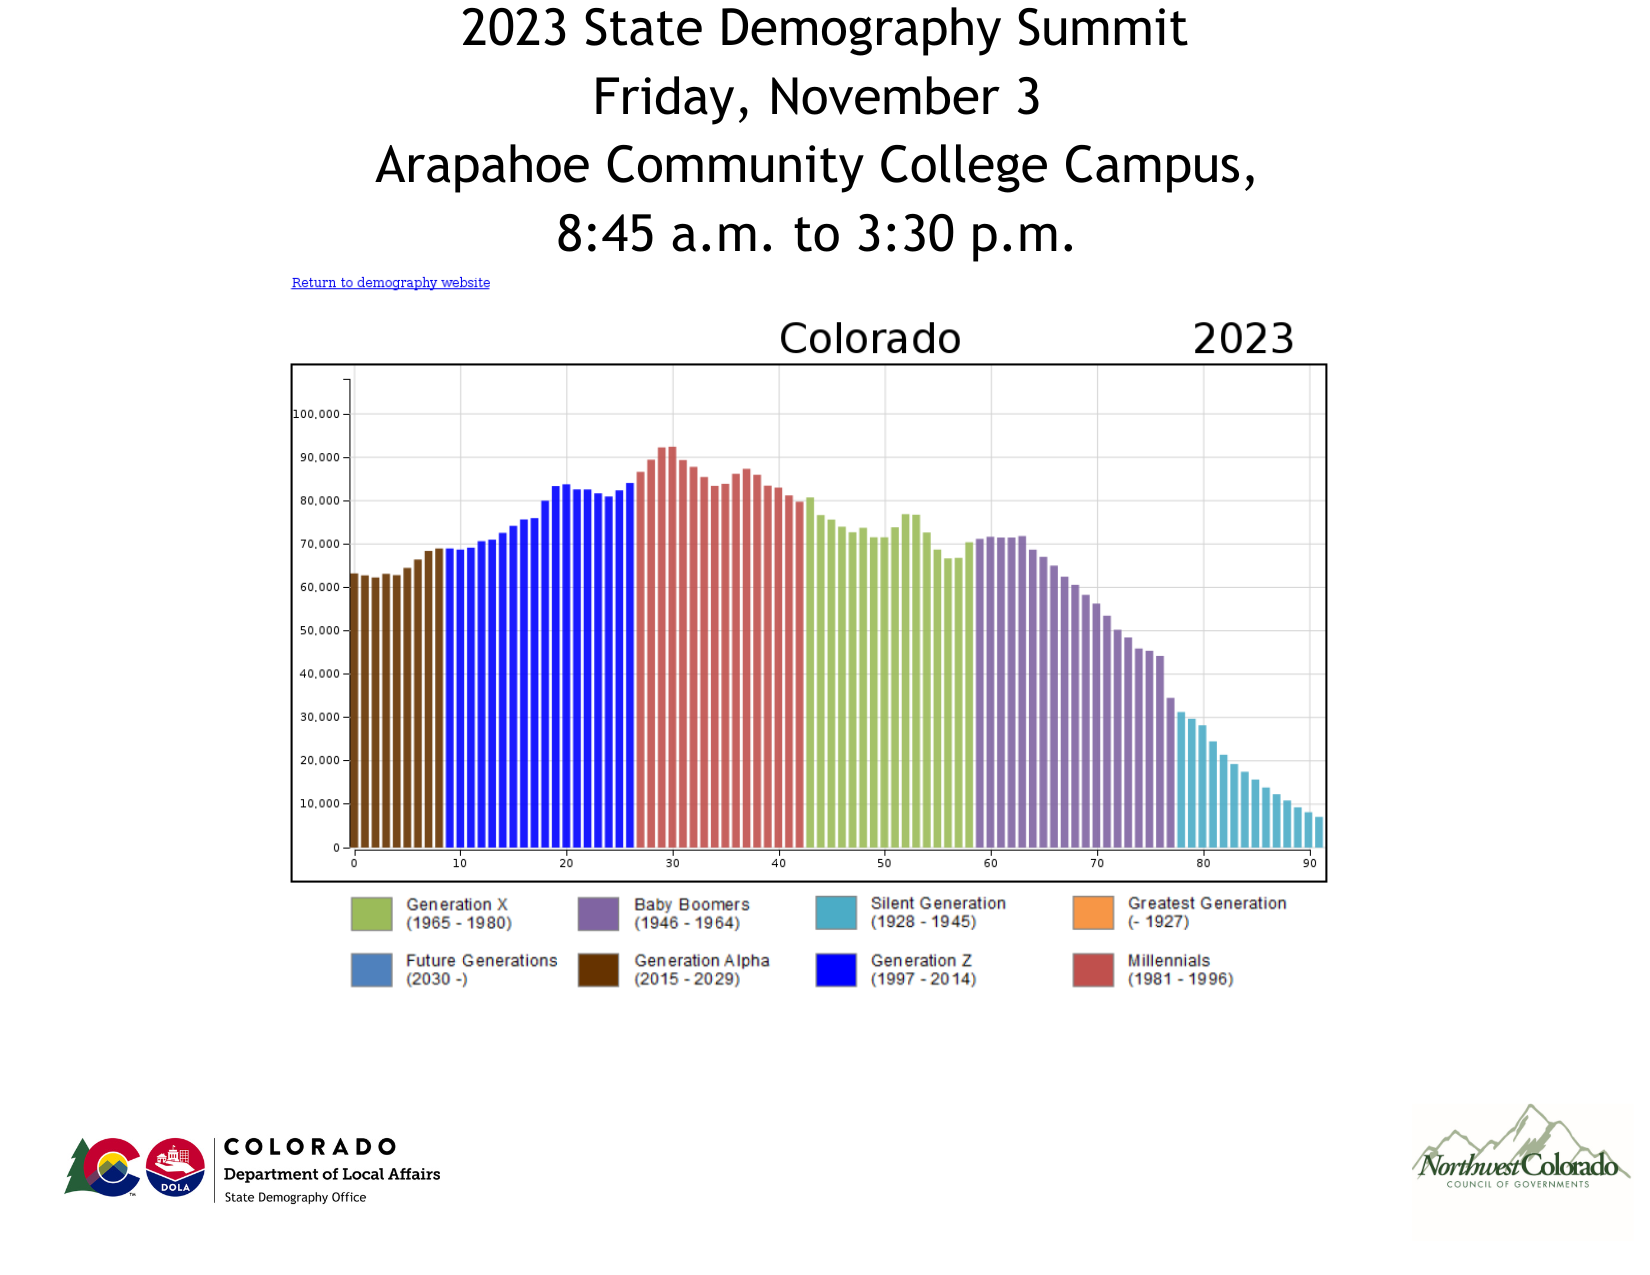 2023 State Demography Summit
Friday, November 3
Arapahoe Community College Campus,
8:45 a.m. to 3:30 p.m.
Return to demography website
Colorado 2023
100,000
90,000
80,000
70,000
60,000
50,000
40,000
30,000
20,000
10,000
0
0 10 20 30 40 50 60 70 80 90
Generation X
(1965 - 1980)
Baby Boomers
(1946 - 1964)
Silent Generation
(1928 - 1945)
Greatest Generation
(- 1927)
Future Generations
(2030 -)
Generation Alpha
(2015 - 2029)
Generation Z
(1997 - 2014)
Millennials
(1981 - 1996)
COLORADO
Department of Local Affairs
State Demography Office
DOLA
TM
Northwest Colorado
COUNCIL OF GOVERNMENTS